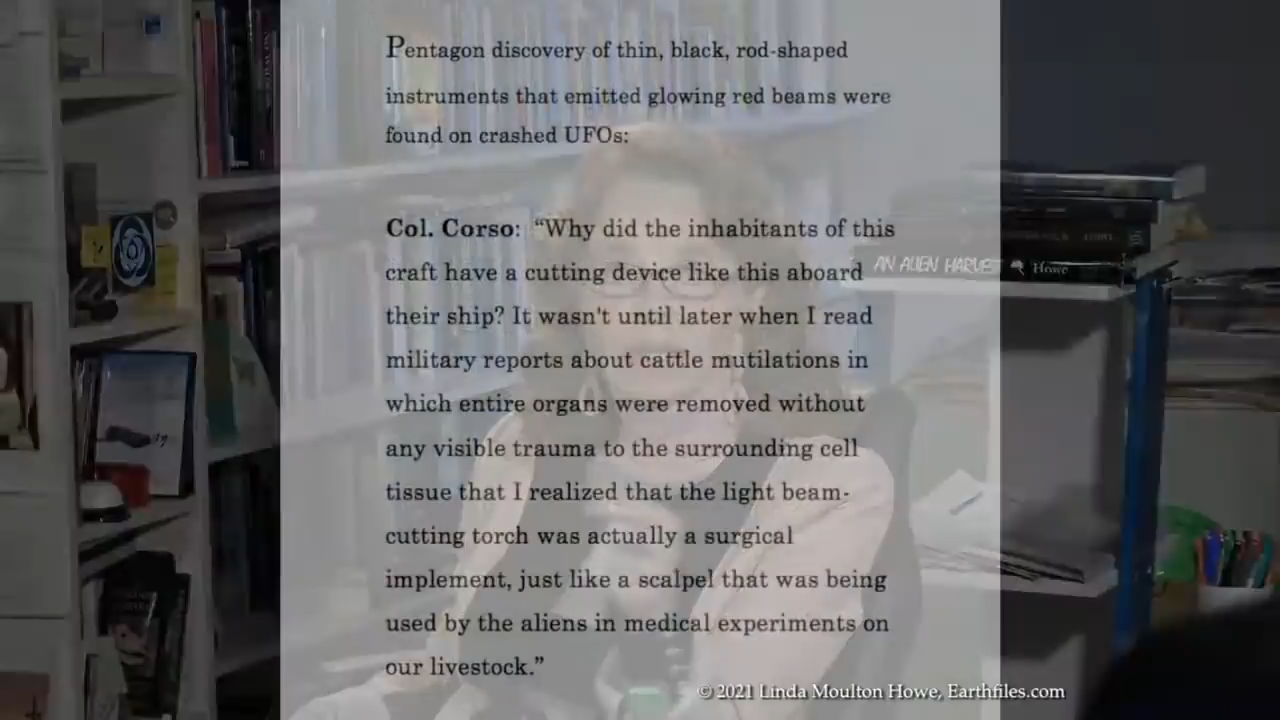 Pentagon discovery of thin, black, rod-shaped
instruments that emitted glowing red beams were
found on crashed UFOs:
Col. Corso: “Why did the inhabitants of this
craft have a cutting device like this aboard
their ship? It wasn't until later when I read
military reports about cattle mutilations in
which entire organs were removed without
any visible trauma to the surrounding cell
tissue that I realized that the light beam-
cutting torch was actually a surgical
implement, just like a scalpel that was being
used by the aliens in medical experiments on
our livestock.”
AN ALIEN HARVEST Howe
© 2021 Linda Moulton Howe, Earthfiles.com